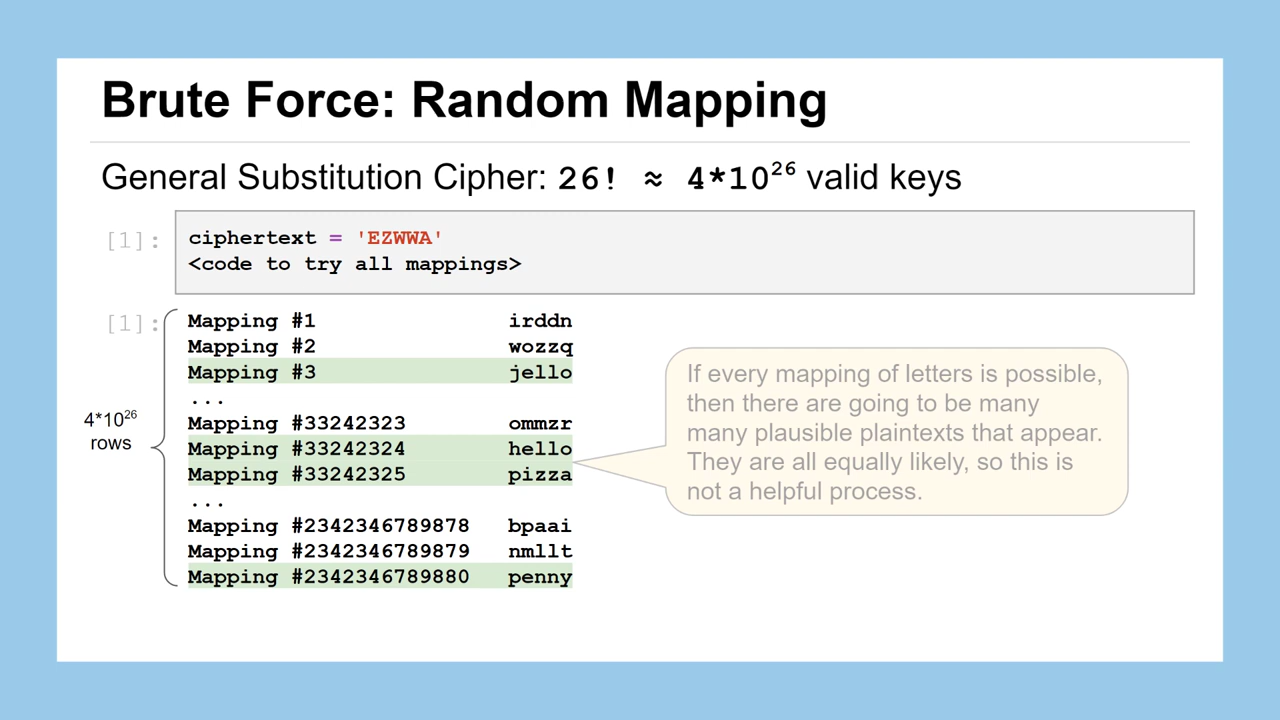 Brute Force: Random Mapping
General Substitution Cipher: 26! ≈ 4*10²⁶ valid keys
[1]: ciphertext = 'EZWWA'
<code to try all mappings>
[1]: Mapping #1 irddn
Mapping #2 wozzq
Mapping #3 jello
...
Mapping #33242323 ommzr
Mapping #33242324 hello
Mapping #33242325 pizza
...
Mapping #2342346789878 bpaai
Mapping #2342346789879 nmllt
Mapping #2342346789880 penny
4*10²⁶
rows
If every mapping of letters is possible,
then there are going to be many
many plausible plaintexts that appear.
They are all equally likely, so this is
not a helpful process.